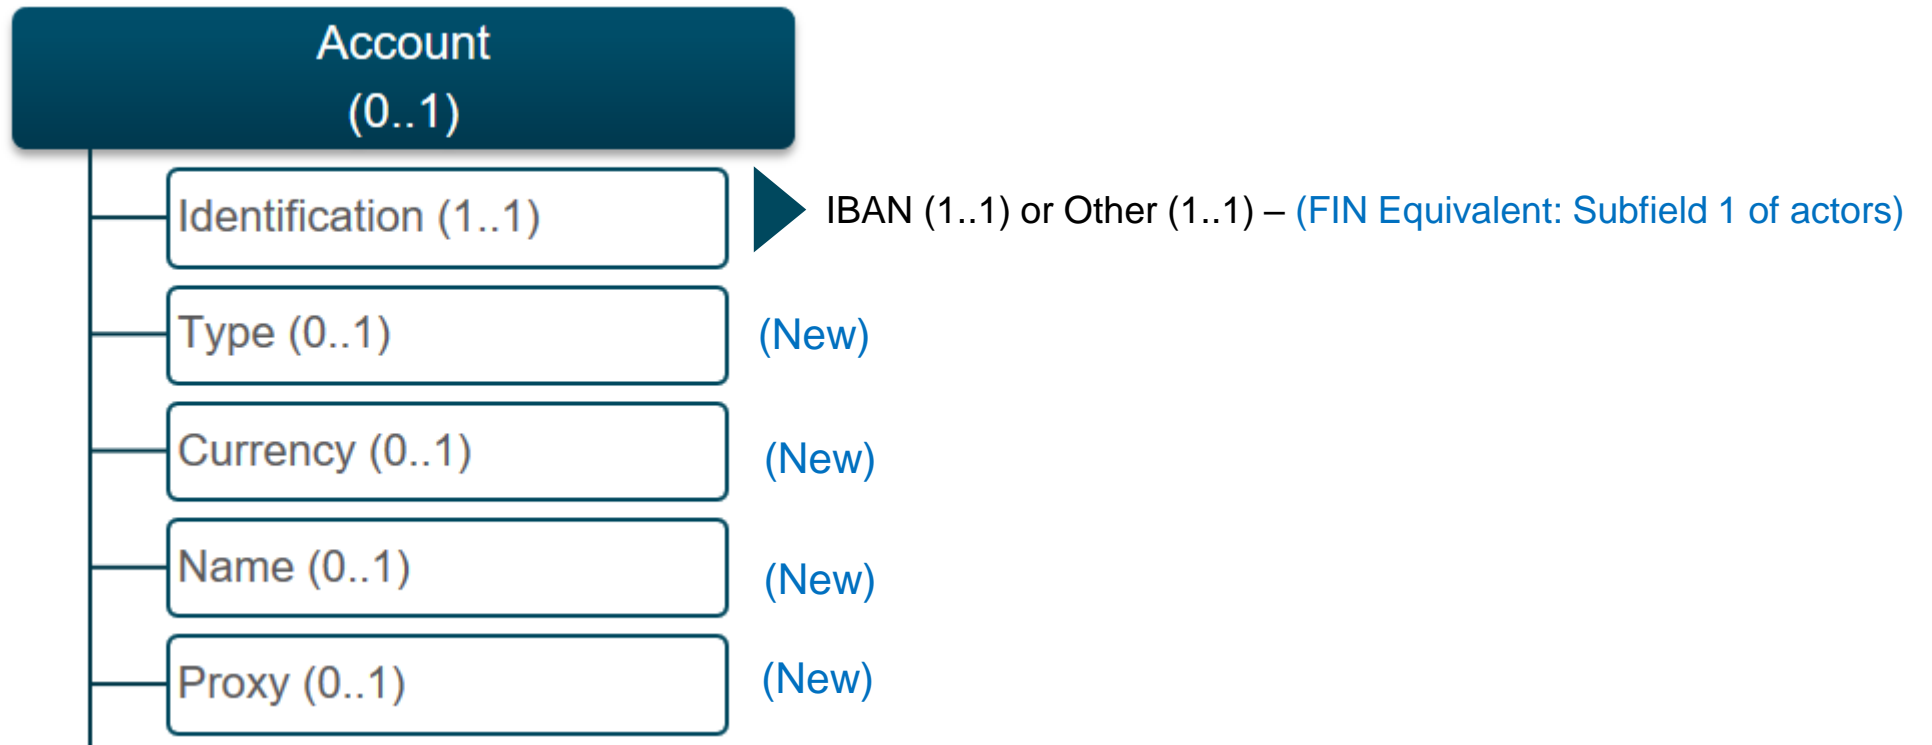 Account
(0..1)
Identification (1..1)
IBAN (1..1) or Other (1..1) – (FIN Equivalent: Subfield 1 of actors)
Type (0..1)
(New)
Currency (0..1)
(New)
Name (0..1)
(New)
Proxy (0..1)
(New)